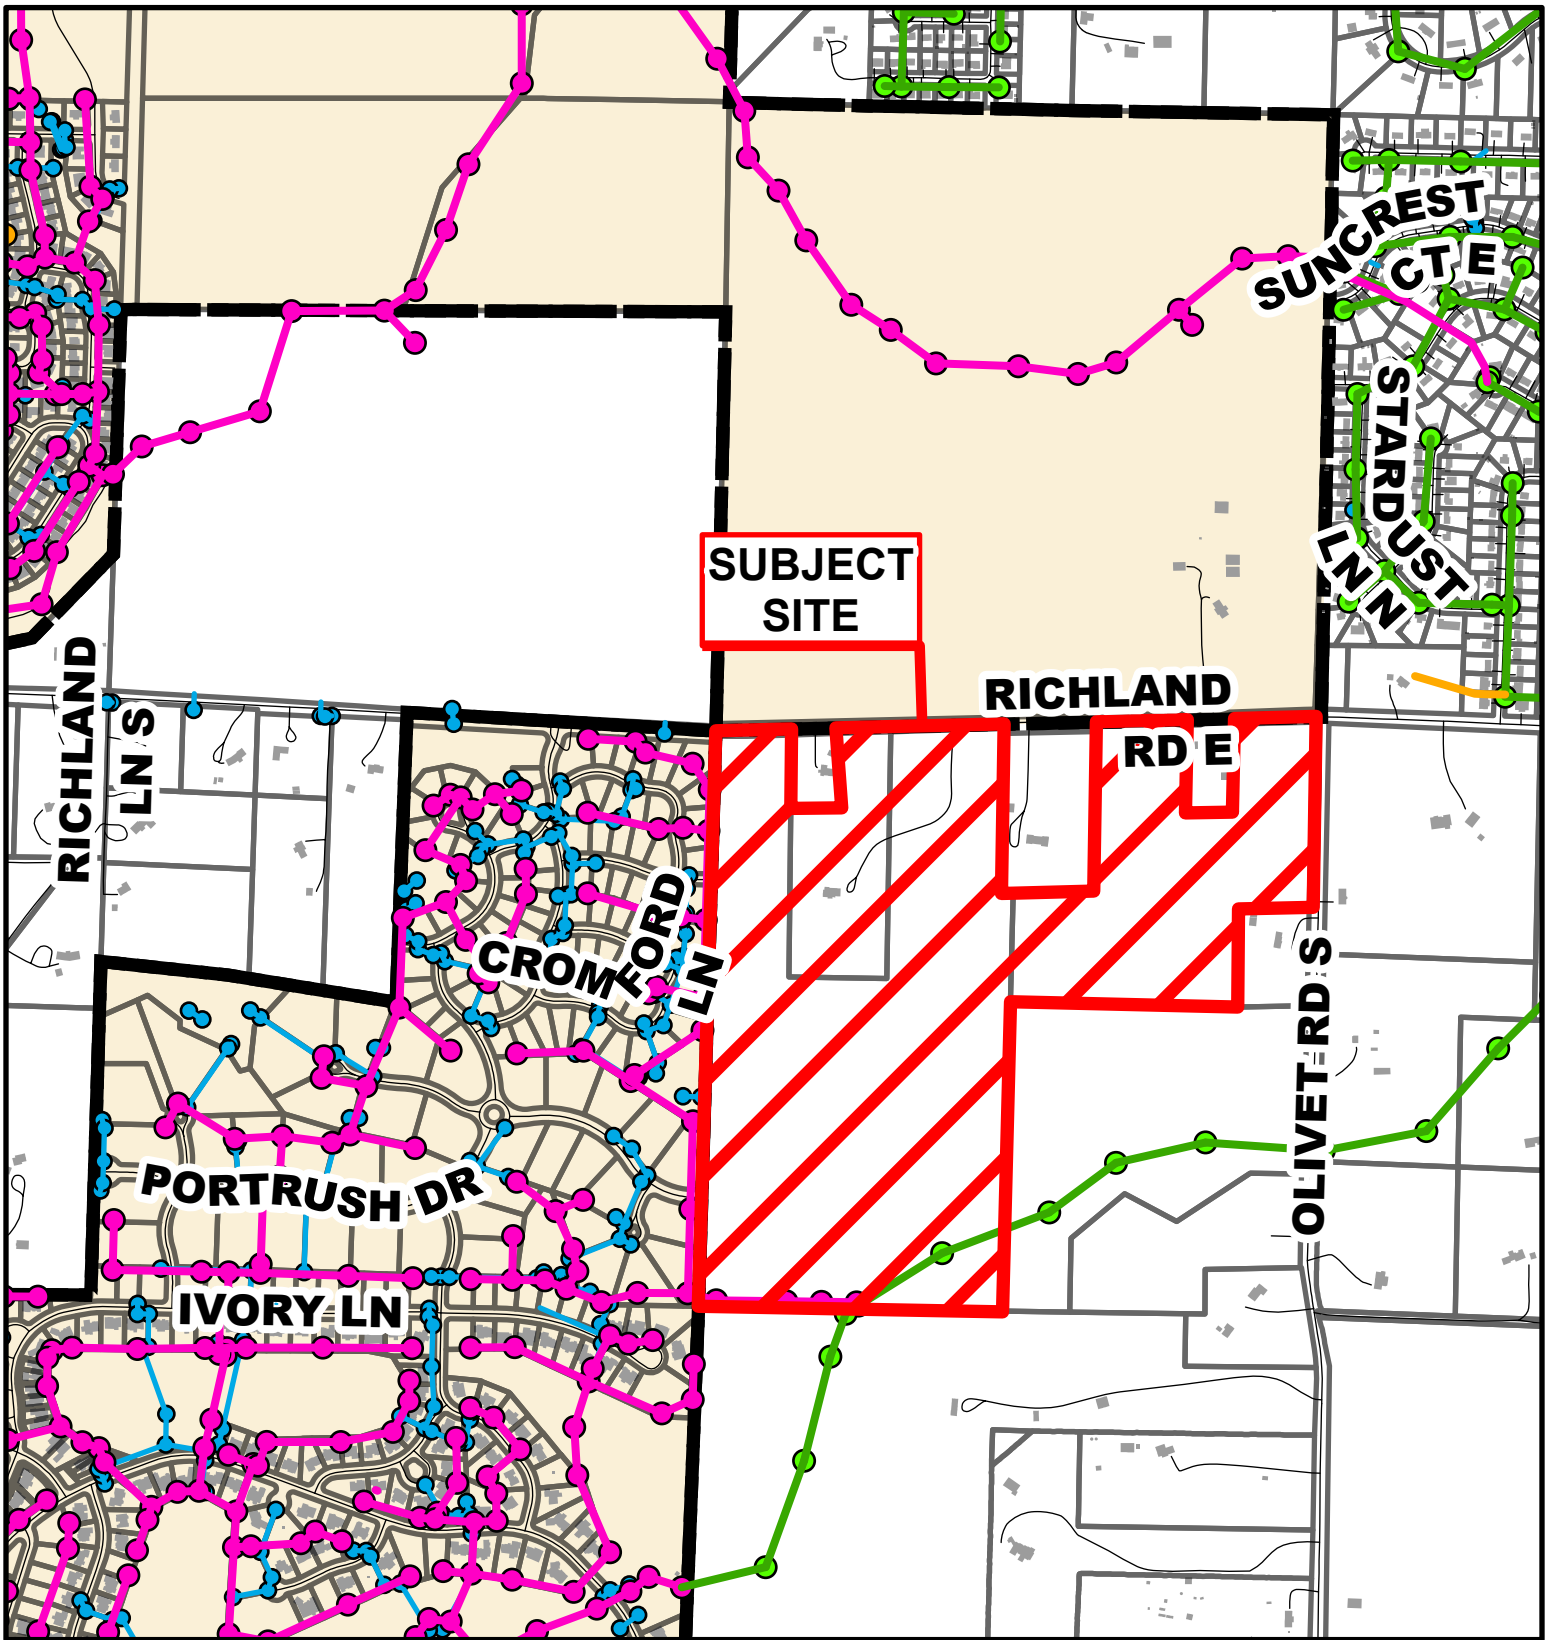 SUNCREST
CT E
STARDUST
LN N
SUBJECT
SITE
RICHLAND
RD E
RICHLAND
LN S
CROMFORD
LN
OLIVET RD S
PORTRUSH DR
IVORY LN